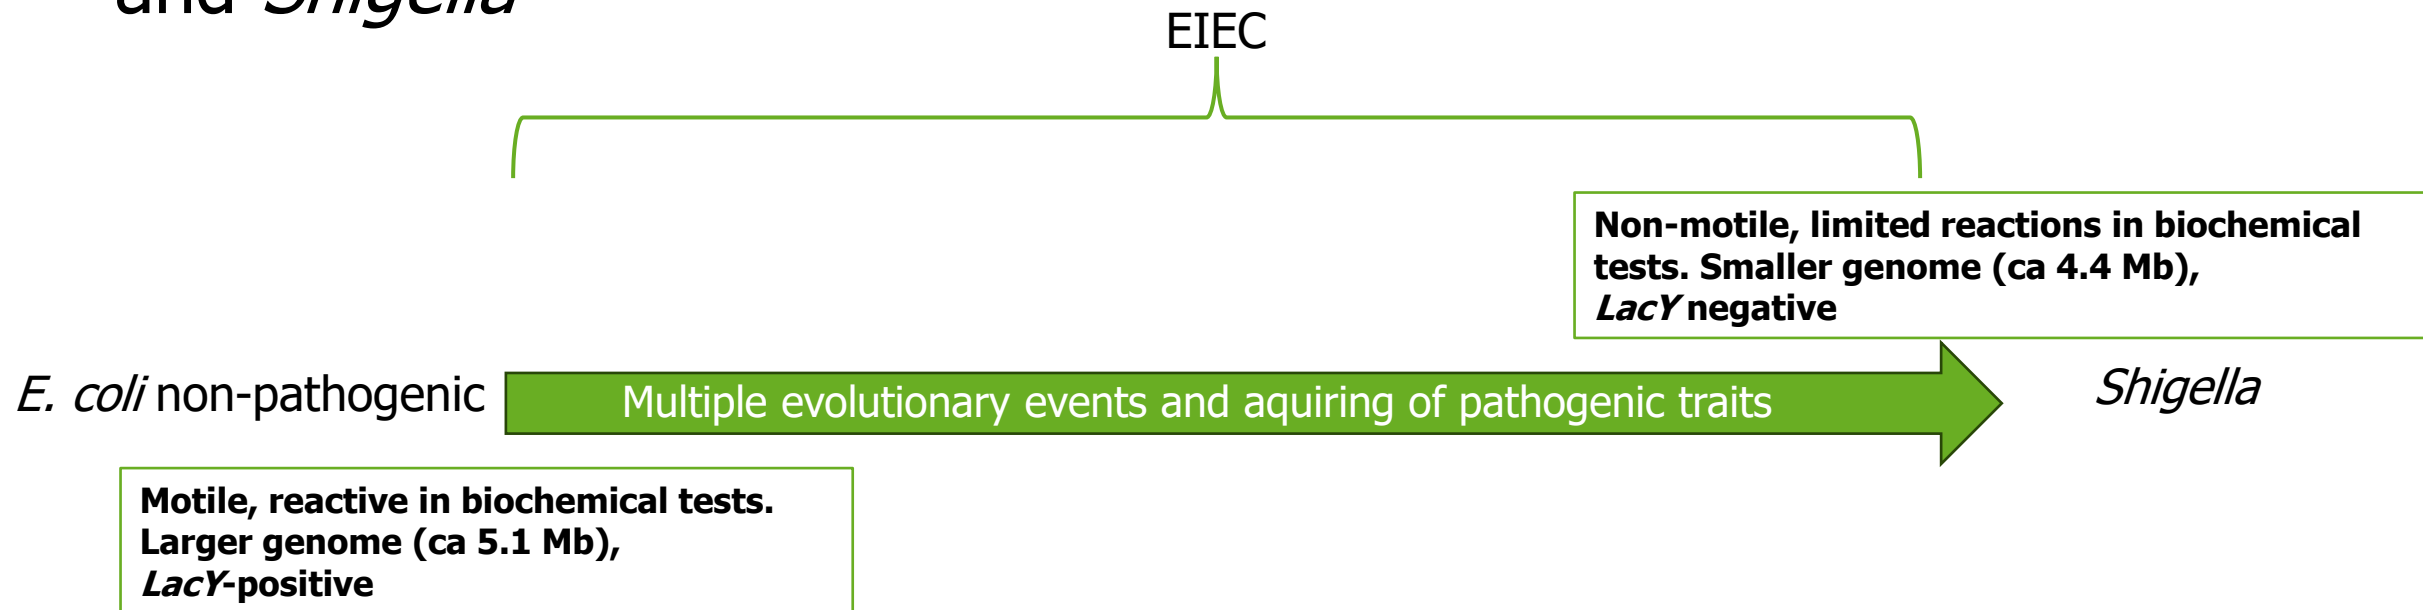 and Shigella
EIEC
Non-motile, limited reactions in biochemical
tests. Smaller genome (ca 4.4 Mb),
LacY negative
E. coli non-pathogenic
Multiple evolutionary events and aquiring of pathogenic traits
Shigella
Motile, reactive in biochemical tests.
Larger genome (ca 5.1 Mb),
LacY-positive